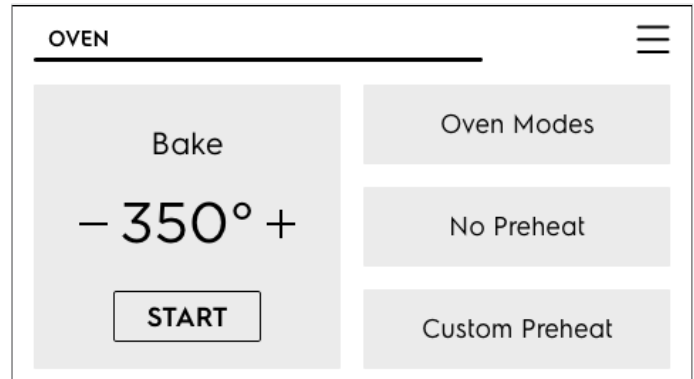 OVEN
Bake
− 350° +
START
Oven Modes
No Preheat
Custom Preheat